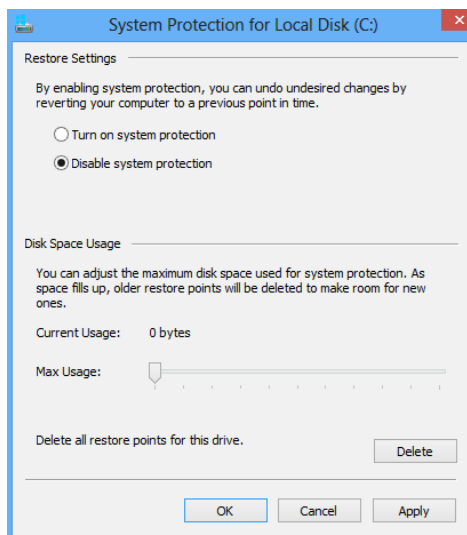 System Protection for Local Disk (C:)
Restore Settings
By enabling system protection, you can undo undesired changes by
reverting your computer to a previous point in time.
Turn on system protection
Disable system protection
Disk Space Usage
You can adjust the maximum disk space used for system protection. As
space fills up, older restore points will be deleted to make room for new
ones.
Current Usage: 0 bytes
Max Usage:
Delete all restore points for this drive.
Delete
OK Cancel Apply